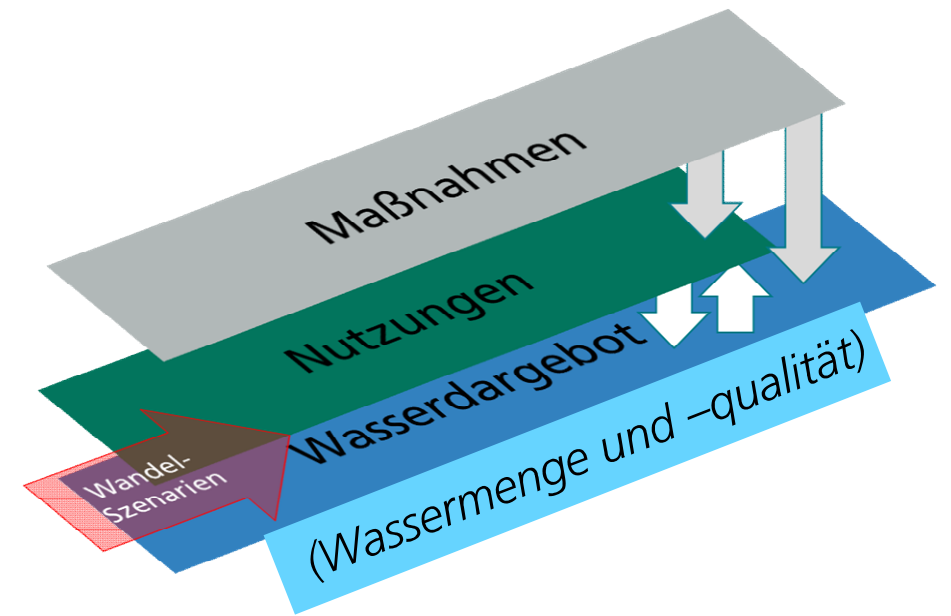 Maßnahmen
Nutzungen
Wasserdargebot
(Wassermenge und –qualität)
Wandel-
Szenarien